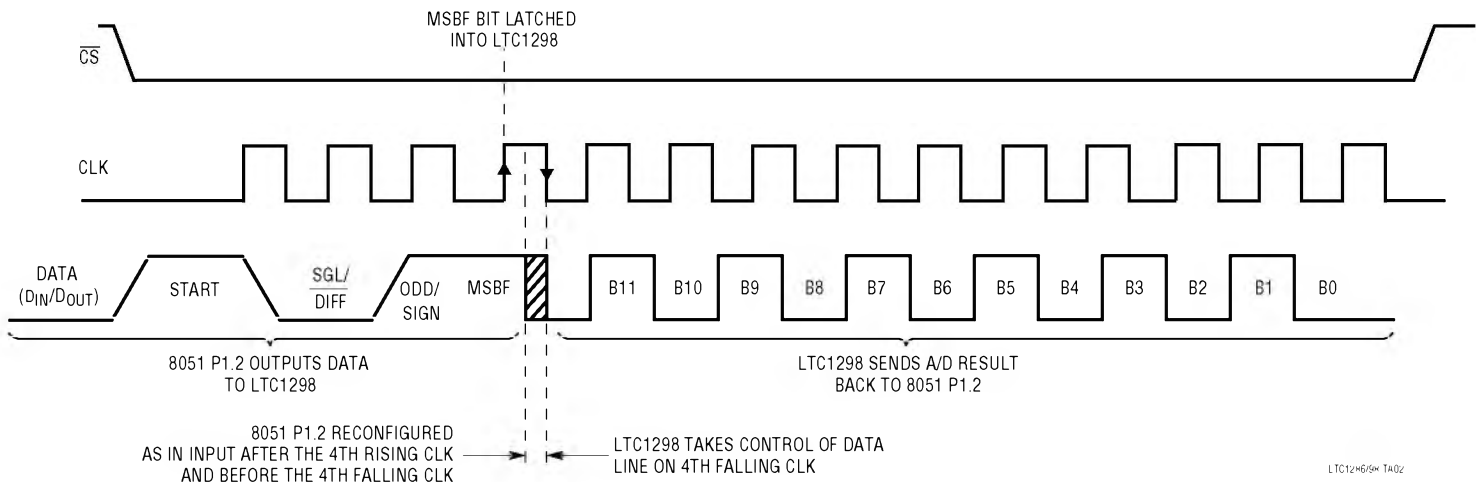 MSBF BIT LATCHED
INTO LTC1298
CS
CLK
DATA
(DIN/DOUT)
START
SGL/
DIFF
ODD/
SIGN
MSBF
B11
B10
B9
B8
B7
B6
B5
B4
B3
B2
B1
B0
8051 P1.2 OUTPUTS DATA
TO LTC1298
LTC1298 SENDS A/D RESULT
BACK TO 8051 P1.2
8051 P1.2 RECONFIGURED
AS IN INPUT AFTER THE 4TH RISING CLK
AND BEFORE THE 4TH FALLING CLK
LTC1298 TAKES CONTROL OF DATA
LINE ON 4TH FALLING CLK